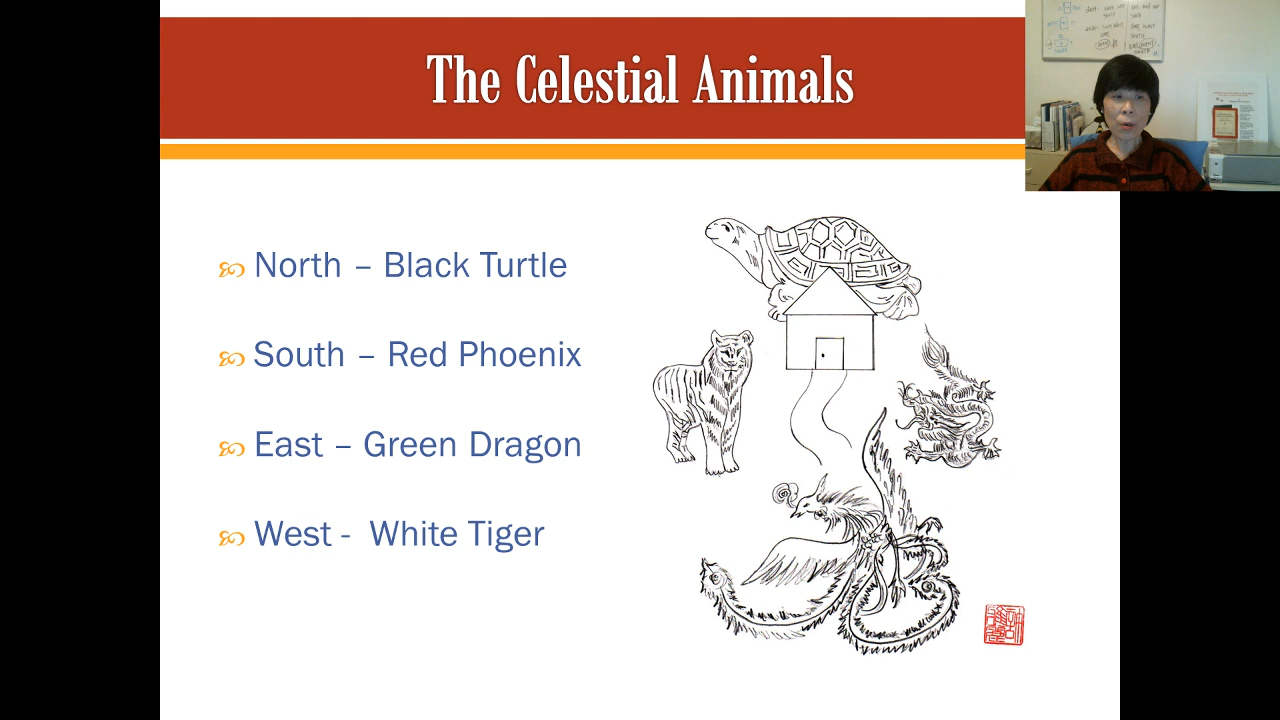 The Celestial Animals
North – Black Turtle
South – Red Phoenix
East – Green Dragon
West - White Tiger